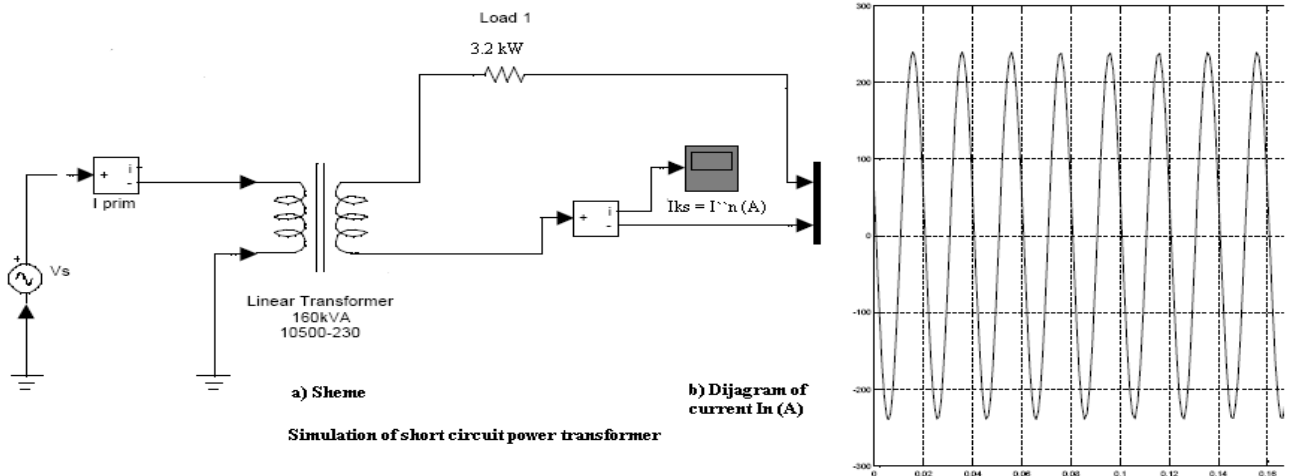 Load 1
3.2 kW
+
i
-
I prim
+
Vs
Linear Transformer
160kVA
10500-230
Iks = I``n (A)
+
i
-
a) Sheme
b) Dijagram of
current In (A)
Simulation of short circuit power transformer
300
200
100
0
-100
-200
-300
0
0.02
0.04
0.06
0.08
0.1
0.12
0.14
0.16